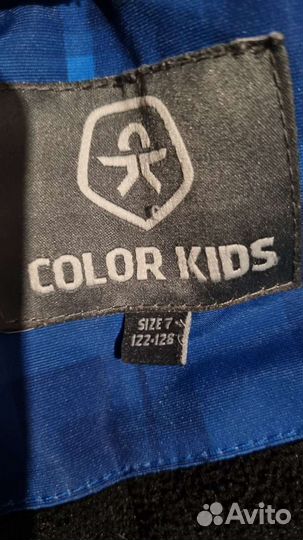 COLOR KIDS
SIZE 7
122-128
Avito